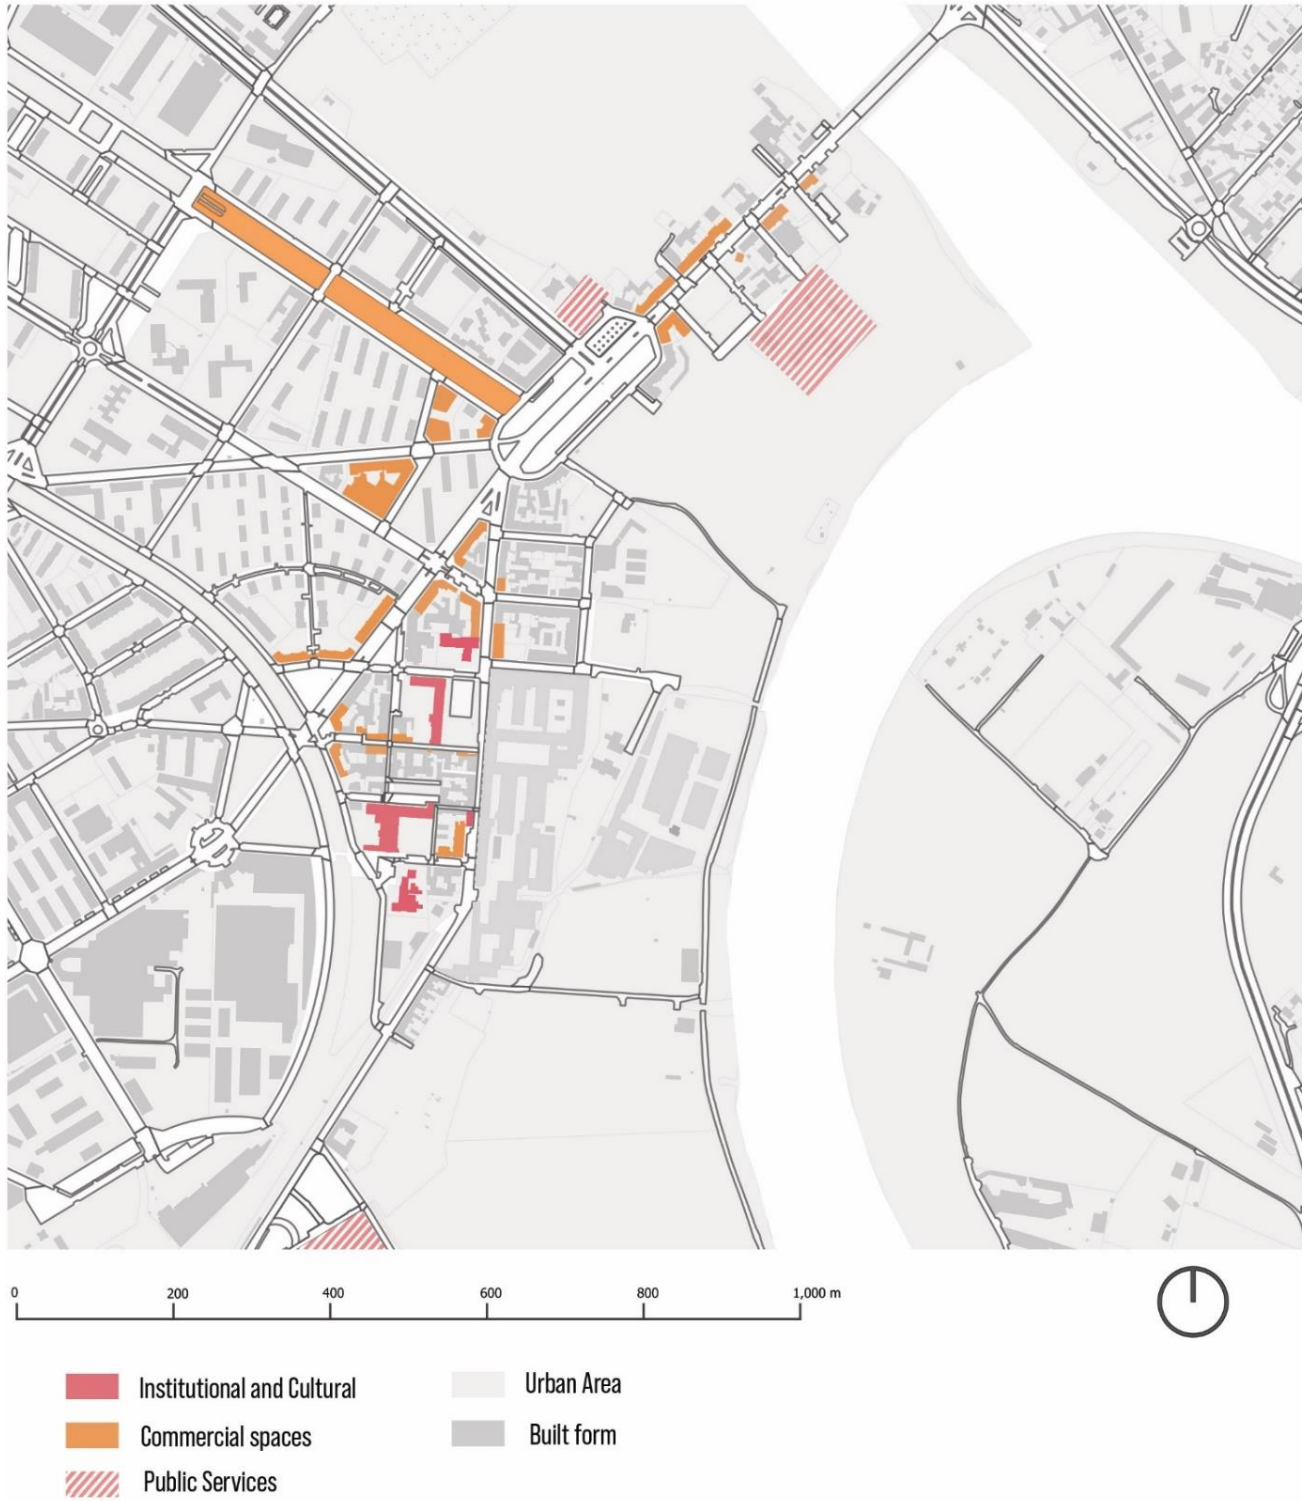 0 200 400 600 800 1,000 m
Institutional and Cultural
Urban Area
Commercial spaces
Built form
Public Services